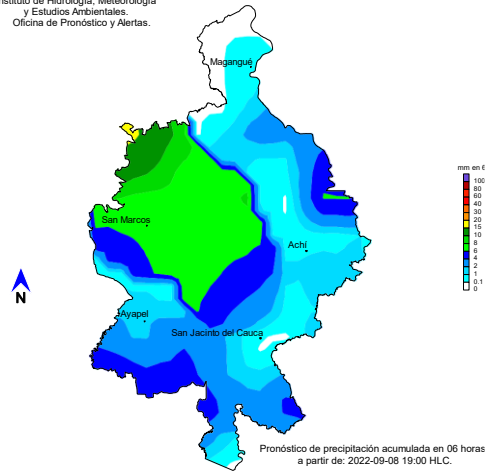 nstituto de Hidrología, Meteorología
y Estudios Ambientales.
Oficina de Pronóstico y Alertas.
Magangué
San Marcos
Achí
Ayapel
San Jacinto del Cauca
N
mm en 6
100
80
60
40
30
20
15
10
8
6
4
2
1
0.1
0
Pronóstico de precipitación acumulada en 06 horas
a partir de: 2022-09-08 19:00 HLC.